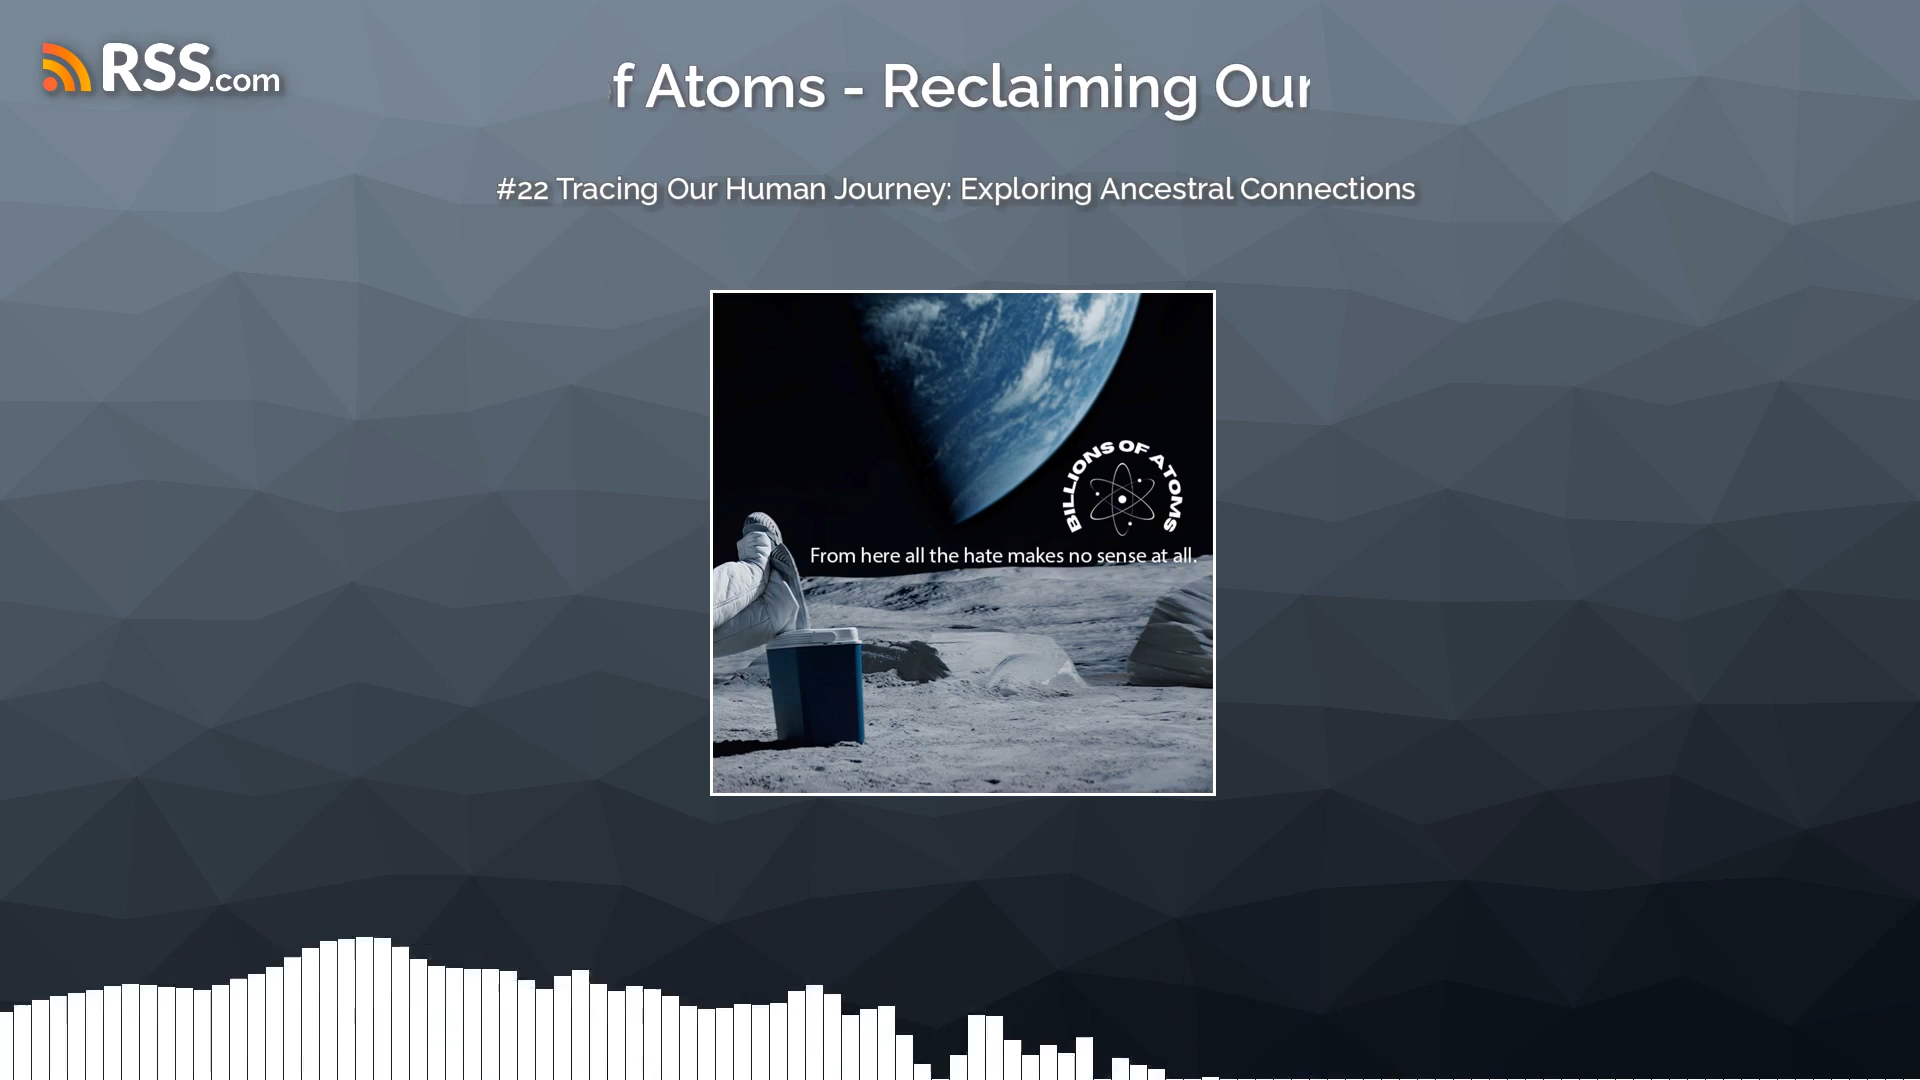 RSS.com
f Atoms - Reclaiming Our
#22 Tracing Our Human Journey: Exploring Ancestral Connections
BILLIONS OF ATOMS
From here all the hate makes no sense at all.